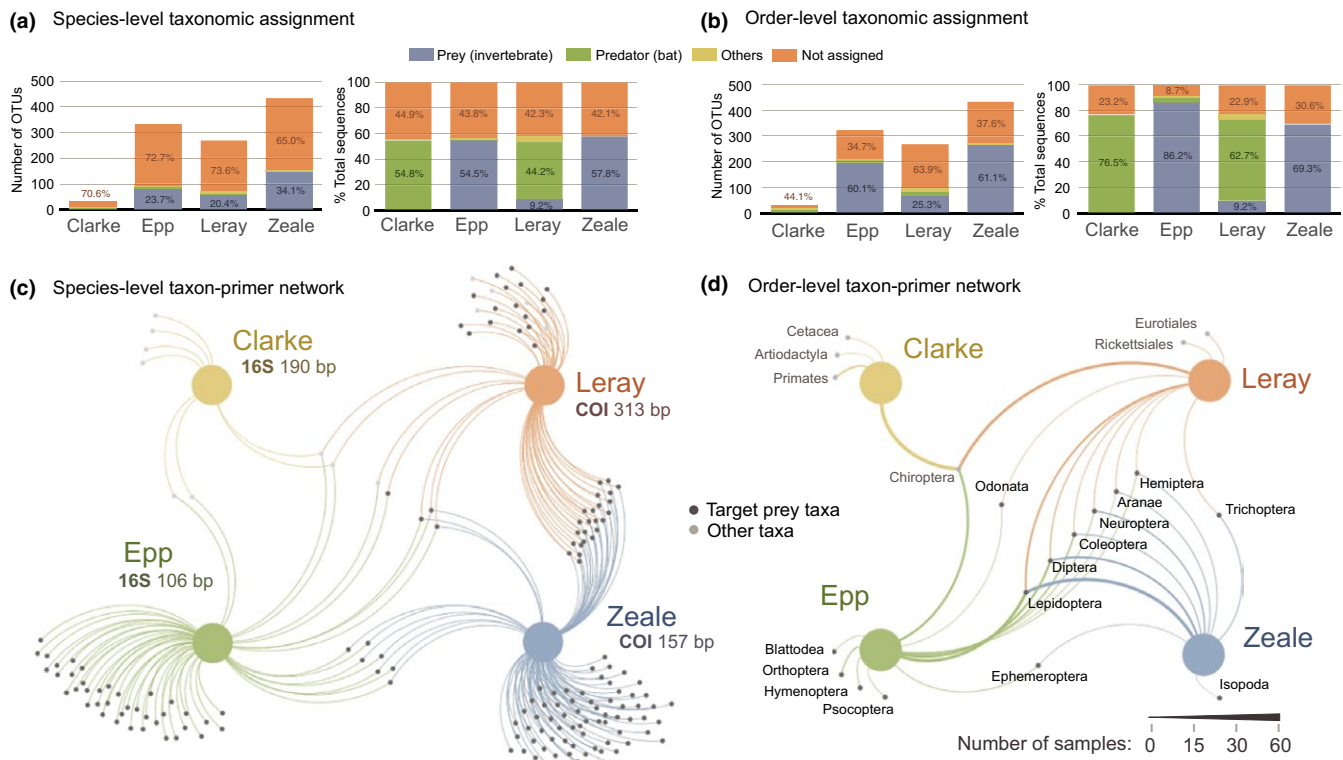 (a) Species-level taxonomic assignment
(b) Order-level taxonomic assignment
Prey (invertebrate) Predator (bat) Others Not assigned
Number of OTUs
500
400
300
200
100
0
70.6%
72.7%
23.7%
73.6%
20.4%
65.0%
34.1%
Clarke Epp Leray Zeale
% Total sequences
100
80
60
40
20
0
44.9%
54.8%
43.8%
54.5%
42.3%
44.2%
9.2%
42.1%
57.8%
Clarke Epp Leray Zeale
Number of OTUs
500
400
300
200
100
0
44.1%
34.7%
60.1%
63.9%
25.3%
37.6%
61.1%
Clarke Epp Leray Zeale
% Total sequences
100
80
60
40
20
0
23.2%
76.5%
8.7%
86.2%
22.9%
62.7%
9.2%
30.6%
69.3%
Clarke Epp Leray Zeale
(c) Species-level taxon-primer network
Clarke
16S 190 bp
Leray
COI 313 bp
Epp
16S 106 bp
Zeale
COI 157 bp
Target prey taxa
Other taxa
(d) Order-level taxon-primer network
Cetacea
Artiodactyla
Primates
Clarke
Eurotiales
Rickettsiales
Leray
Chiroptera
Odonata
Hemiptera
Aranae
Neuroptera
Trichoptera
Coleoptera
Diptera
Lepidoptera
Epp
Zeale
Blattodea
Orthoptera
Hymenoptera
Psocoptera
Ephemeroptera
Isopoda
Number of samples: 0 15 30 60